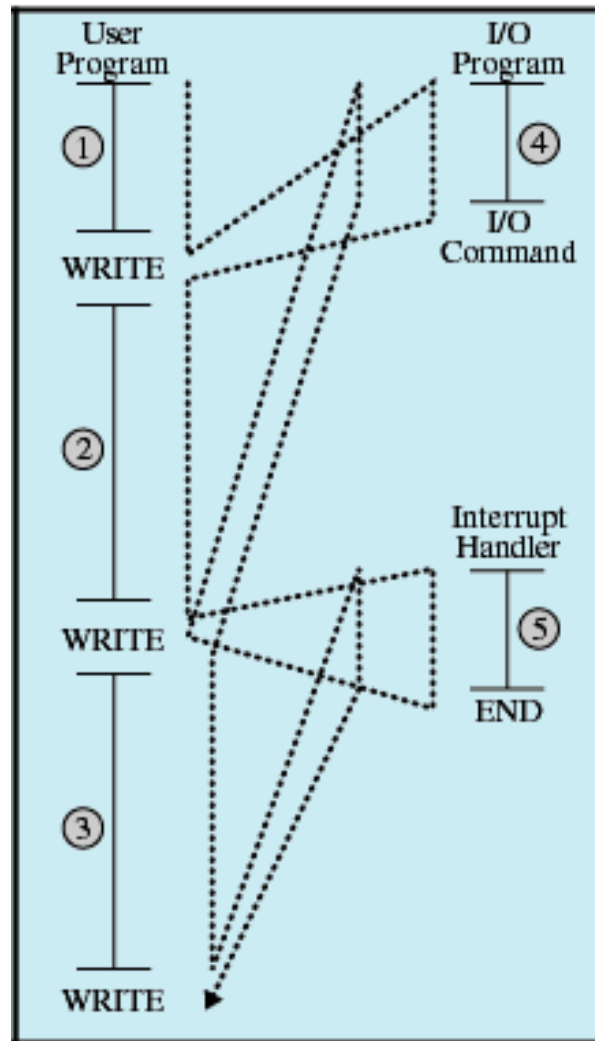 User
Program
I/O
Program
1
4
I/O
Command
WRITE
2
Interrupt
Handler
WRITE
5
END
3
WRITE